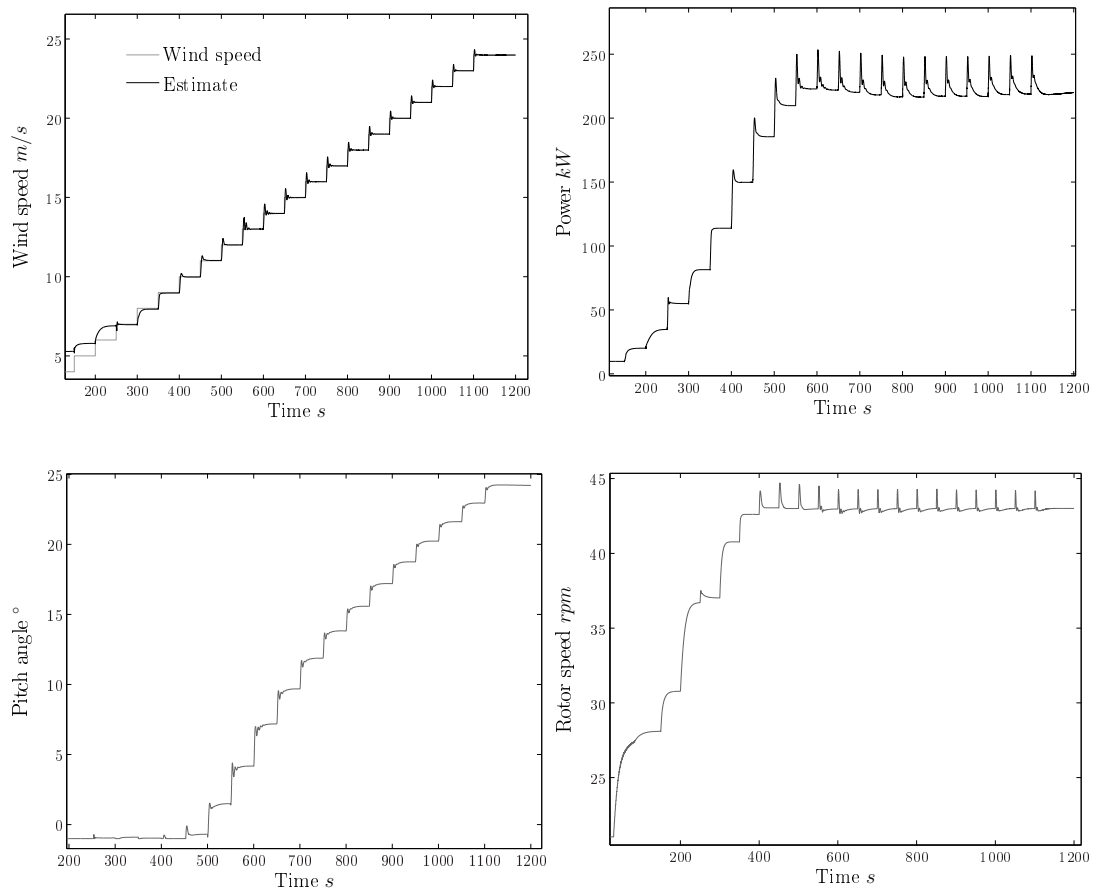 Wind speed m/s
25
20
15
10
5
Wind speed
Estimate
200 300 400 500 600 700 800 900 1000 1100 1200
Time s
Power kW
250
200
150
100
50
0
200 300 400 500 600 700 800 900 1000 1100 1200
Time s
Pitch angle °
25
20
15
10
5
0
200 300 400 500 600 700 800 900 1000 1100 1200
Time s
Rotor speed rpm
45
40
35
30
25
200 400 600 800 1000 1200
Time s